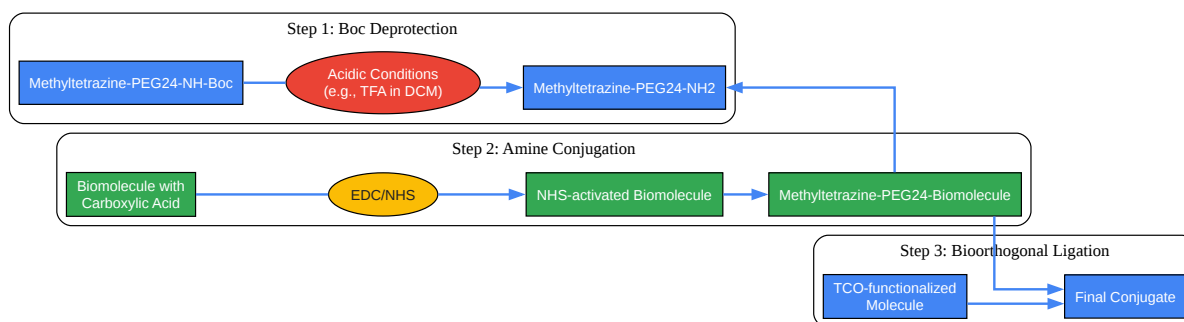 Step 1: Boc Deprotection
Methyltetrazine-PEG24-NH-Boc
Acidic Conditions
(e.g., TFA in DCM)
Methyltetrazine-PEG24-NH2
Step 2: Amine Conjugation
Biomolecule with
Carboxylic Acid
EDC/NHS
NHS-activated Biomolecule
Methyltetrazine-PEG24-Biomolecule
Step 3: Bioorthogonal Ligation
TCO-functionalized
Molecule
Final Conjugate